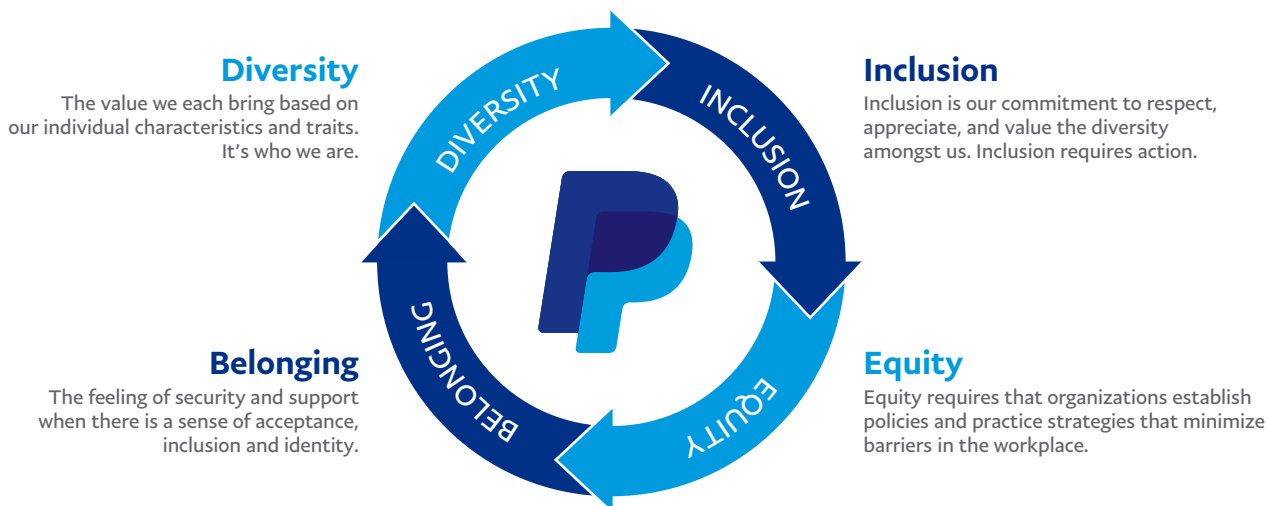 Diversity
The value we each bring based on
our individual characteristics and traits.
It's who we are.
DIVERSITY
INCLUSION
Inclusion
Inclusion is our commitment to respect,
appreciate, and value the diversity
amongst us. Inclusion requires action.
Belonging
The feeling of security and support
when there is a sense of acceptance,
inclusion and identity.
BELONGING
EQUITY
Equity
Equity requires that organizations establish
policies and practice strategies that minimize
barriers in the workplace.